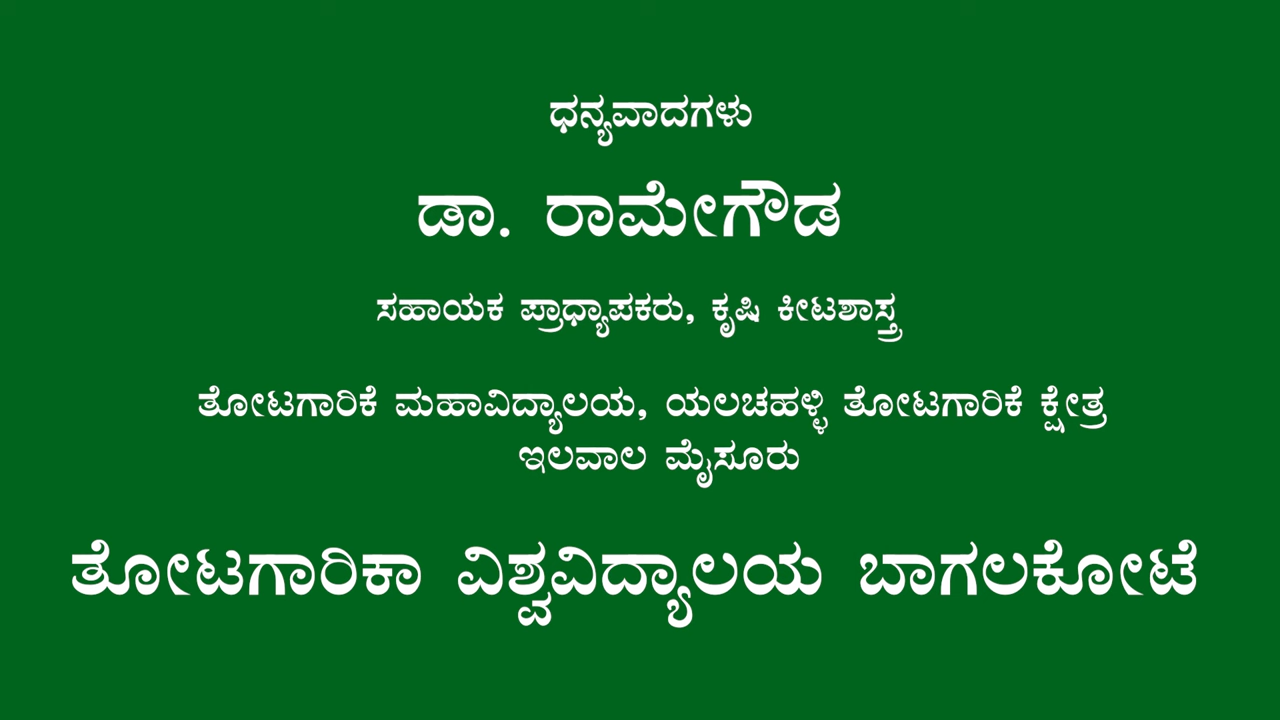 ಧನ್ಯವಾದಗಳು
ಡಾ. ರಾಮೇಗೌಡ
ಸಹಾಯಕ ಪ್ರಾಧ್ಯಾಪಕರು, ಕೃಷಿ ಕೀಟಶಾಸ್ತ್ರ
ತೋಟಗಾರಿಕೆ ಮಹಾವಿದ್ಯಾಲಯ, ಯಲಚಹಳ್ಳಿ ತೋಟಗಾರಿಕೆ ಕ್ಷೇತ್ರ
ಇಲವಾಲ ಮೈಸೂರು
ತೋಟಗಾರಿಕಾ ವಿಶ್ವವಿದ್ಯಾಲಯ ಬಾಗಲಕೋಟೆ